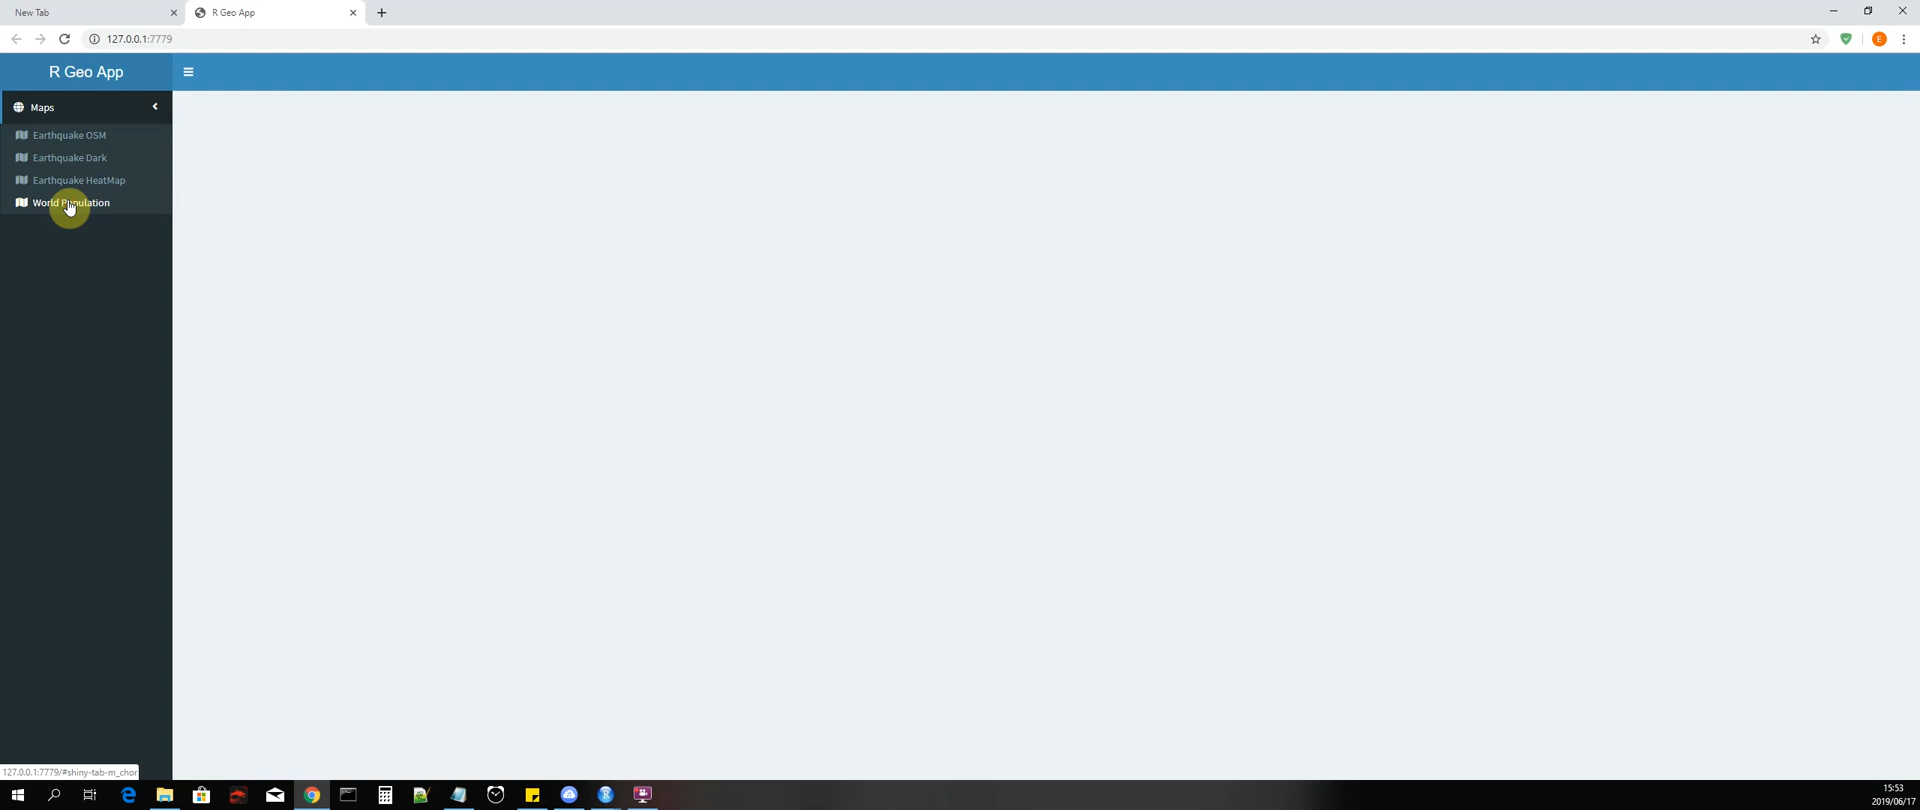 New Tab
R Geo App
127.0.0.1:7779
E
R Geo App
Maps
Earthquake OSM
Earthquake Dark
Earthquake HeatMap
World Population
127.0.0.1:7779/#shiny-tab-m_chor
15:53
2019/06/17